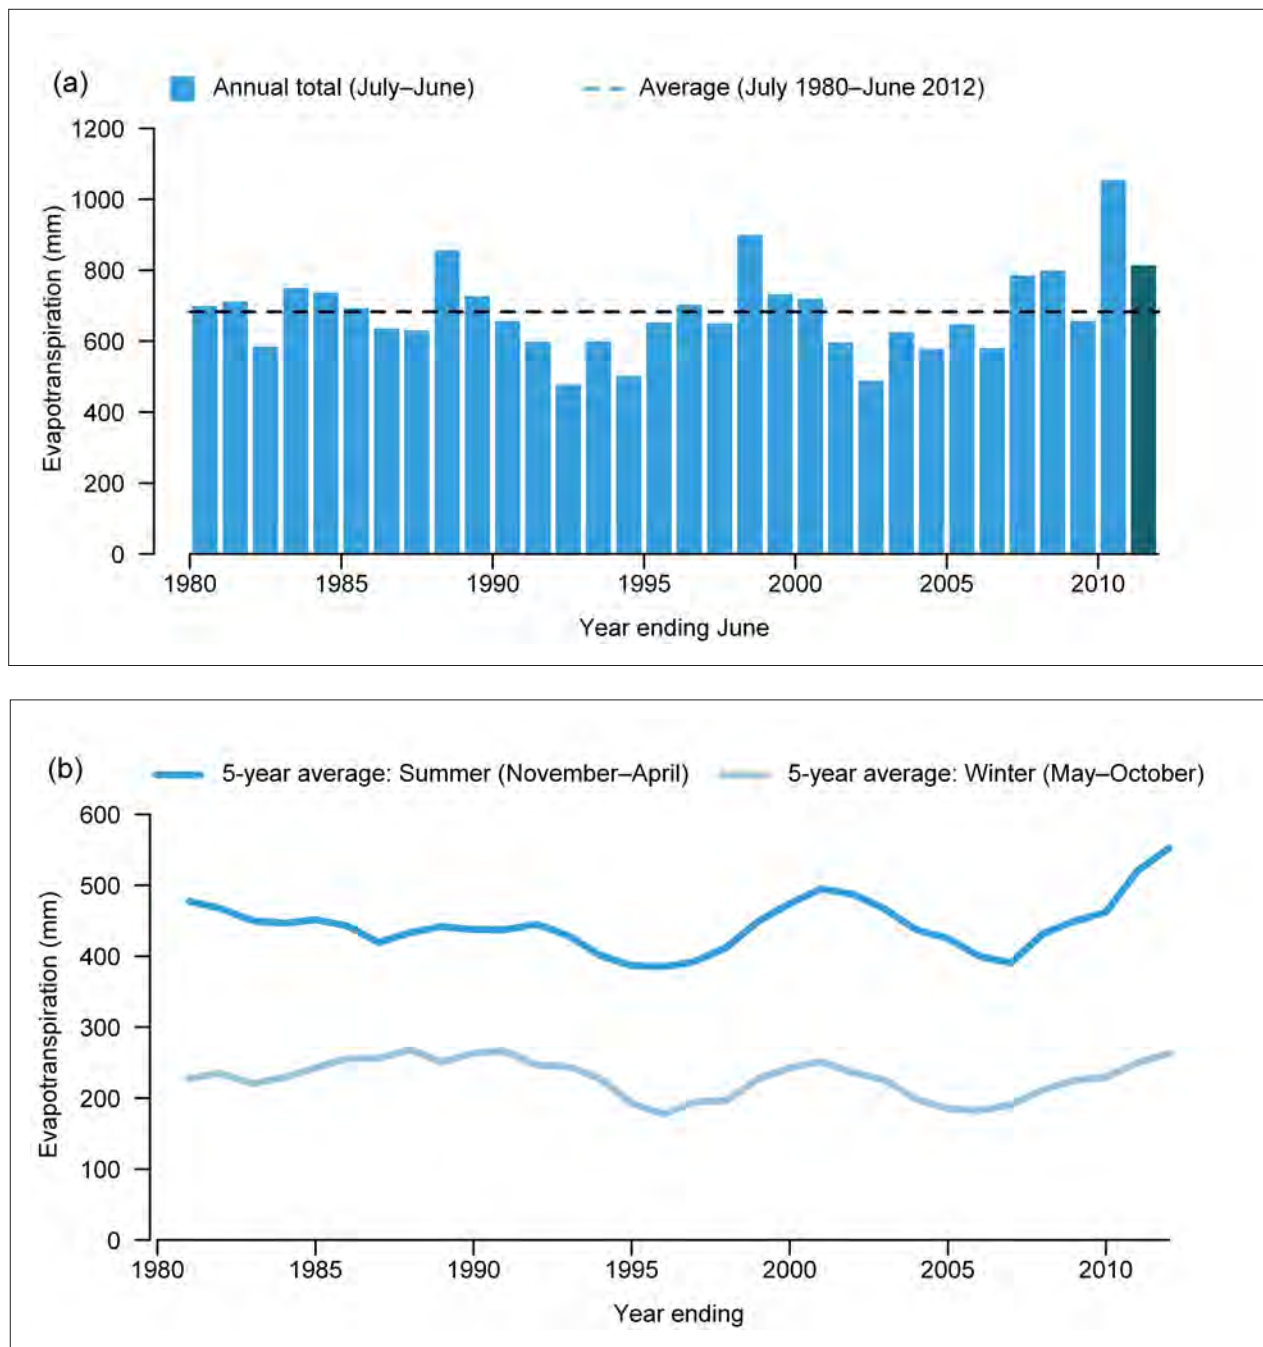 (a) Annual total (July–June) Average (July 1980–June 2012)
1200
1000
800
600
400
200
0
Evapotranspiration (mm)
1980 1985 1990 1995 2000 2005 2010
Year ending June
(b) 5-year average: Summer (November–April) 5-year average: Winter (May–October)
600
500
400
300
200
100
0
Evapotranspiration (mm)
1980 1985 1990 1995 2000 2005 2010
Year ending